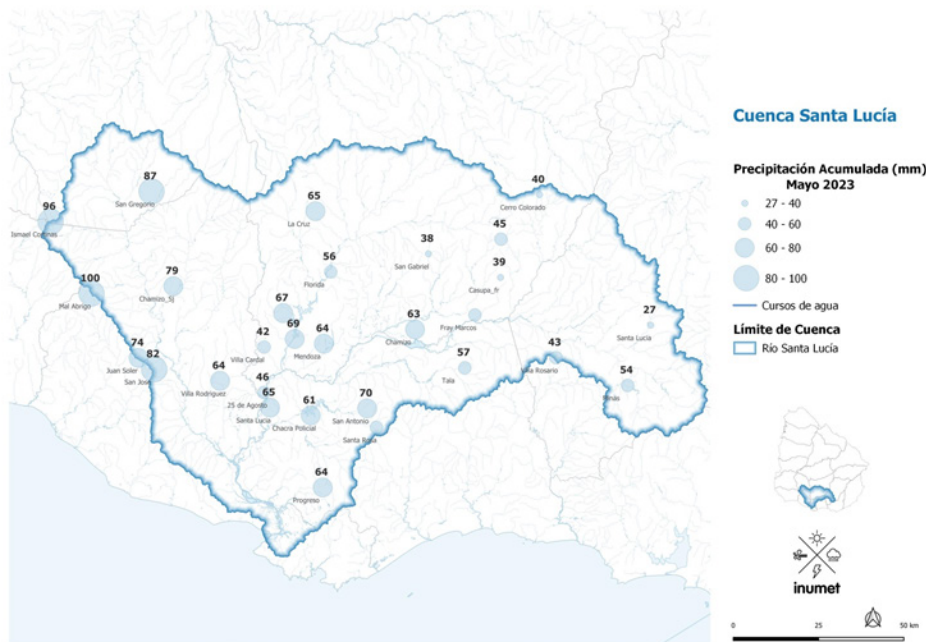 Cuenca Santa Lucía
Precipitación Acumulada (mm)
Mayo 2023
27 - 40
40 - 60
60 - 80
80 - 100
Cursos de agua
Límite de Cuenca
Río Santa Lucía
inumet
0 25 50 km
87
San Gregorio
96
Ismael Cortinas
65
La Cruz
40
Cerro Colorado
45
38
San Gabriel
56
Florida
39
Casupa_fr
79
Chamizo_SJ
100
Mal Abrigo
67
69
64
Mendoza
42
Villa Cardal
63
Chamizo
Fray Marcos
27
Santa Lucia
74
Juan Soler
82
San José
64
Villa Rodriguez
57
Tala
43
Villa Rosario
54
Minas
46
25 de Agosto
65
Santa Lucia
61
Chacra Policial
70
San Antonio
Santa Rosa
64
Progreso